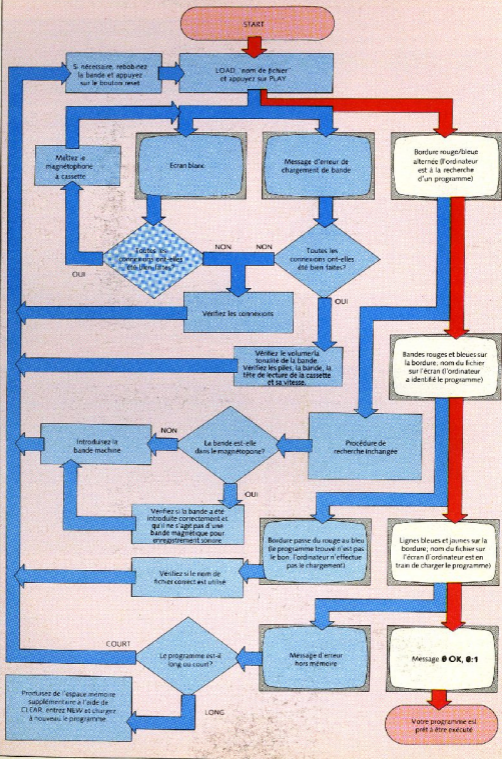 START
S. nécessaire, rebobinez
la bande et appuyez
sur le bouton reset
LOAD "nom de fichier"
et appuyez sur PLAY
Mettez le
magnétophone
à cassette
Ecran blanc
Message d'erreur de
chargement de bande
Bordure rouge/bleue
alternée (l'ordinateur
est à la recherche
d'un programme)
Toutes les
connexions ont-elles
été bien faites?
NON
NON
Toutes les
connexions ont-elles
été bien faites?
OUI
OUI
Vérifiez les connexions
Vérifiez le volume/la
tonalité de la bande.
Vérifiez les piles, la bande, la
tête de lecture de la cassette
et sa vitesse.
Bandes rouges et bleues sur
la bordure; nom du fichier
sur l'écran (l'ordinateur
a identifié le programme)
Introduisez la
bande machine
NON
La bande est-elle
dans le magnétopone?
Procédure de
recherche inchangée
OUI
Vérifiez si la bande a été
introduite correctement et
qu'il ne s'agit pas d'une
bande magnétique pour
enregistrement sonore
Bordure passe du rouge au bleu
(le programme trouvé n'est pas
le bon, l'ordinateur n'effectue
pas le chargement)
Lignes bleues et jaunes sur la
bordure; nom du fichier sur
l'écran (l'ordinateur est en
train de charger le programme)
Vérifiez si le nom de
fichier correct est utilisé
COURT
Le programme est-il
long ou court?
Message d'erreur
hors mémoire
Message 0 OK, 0:1
Produisez de l'espace mémoire
supplémentaire à l'aide de
CLEAR, entrez NEW et chargez
à nouveau le programme
LONG
Votre programme est
prêt à être exécuté